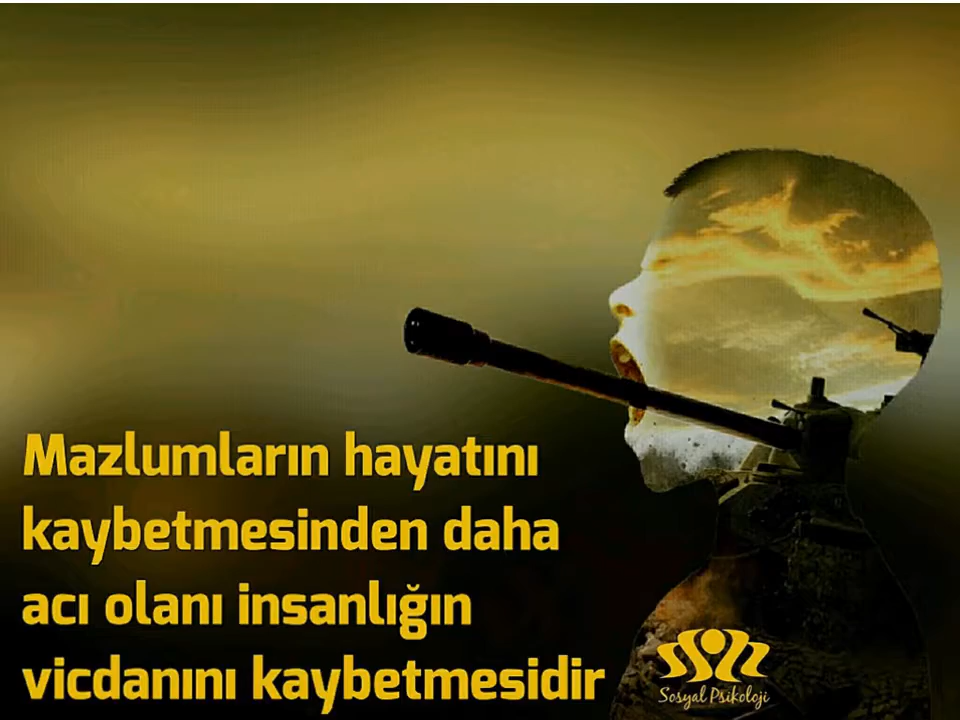 Mazlumların hayatını
kaybetmesinden daha
acı olanı insanlığın
vicdanını kaybetmesidir
Sosyal Psikoloji